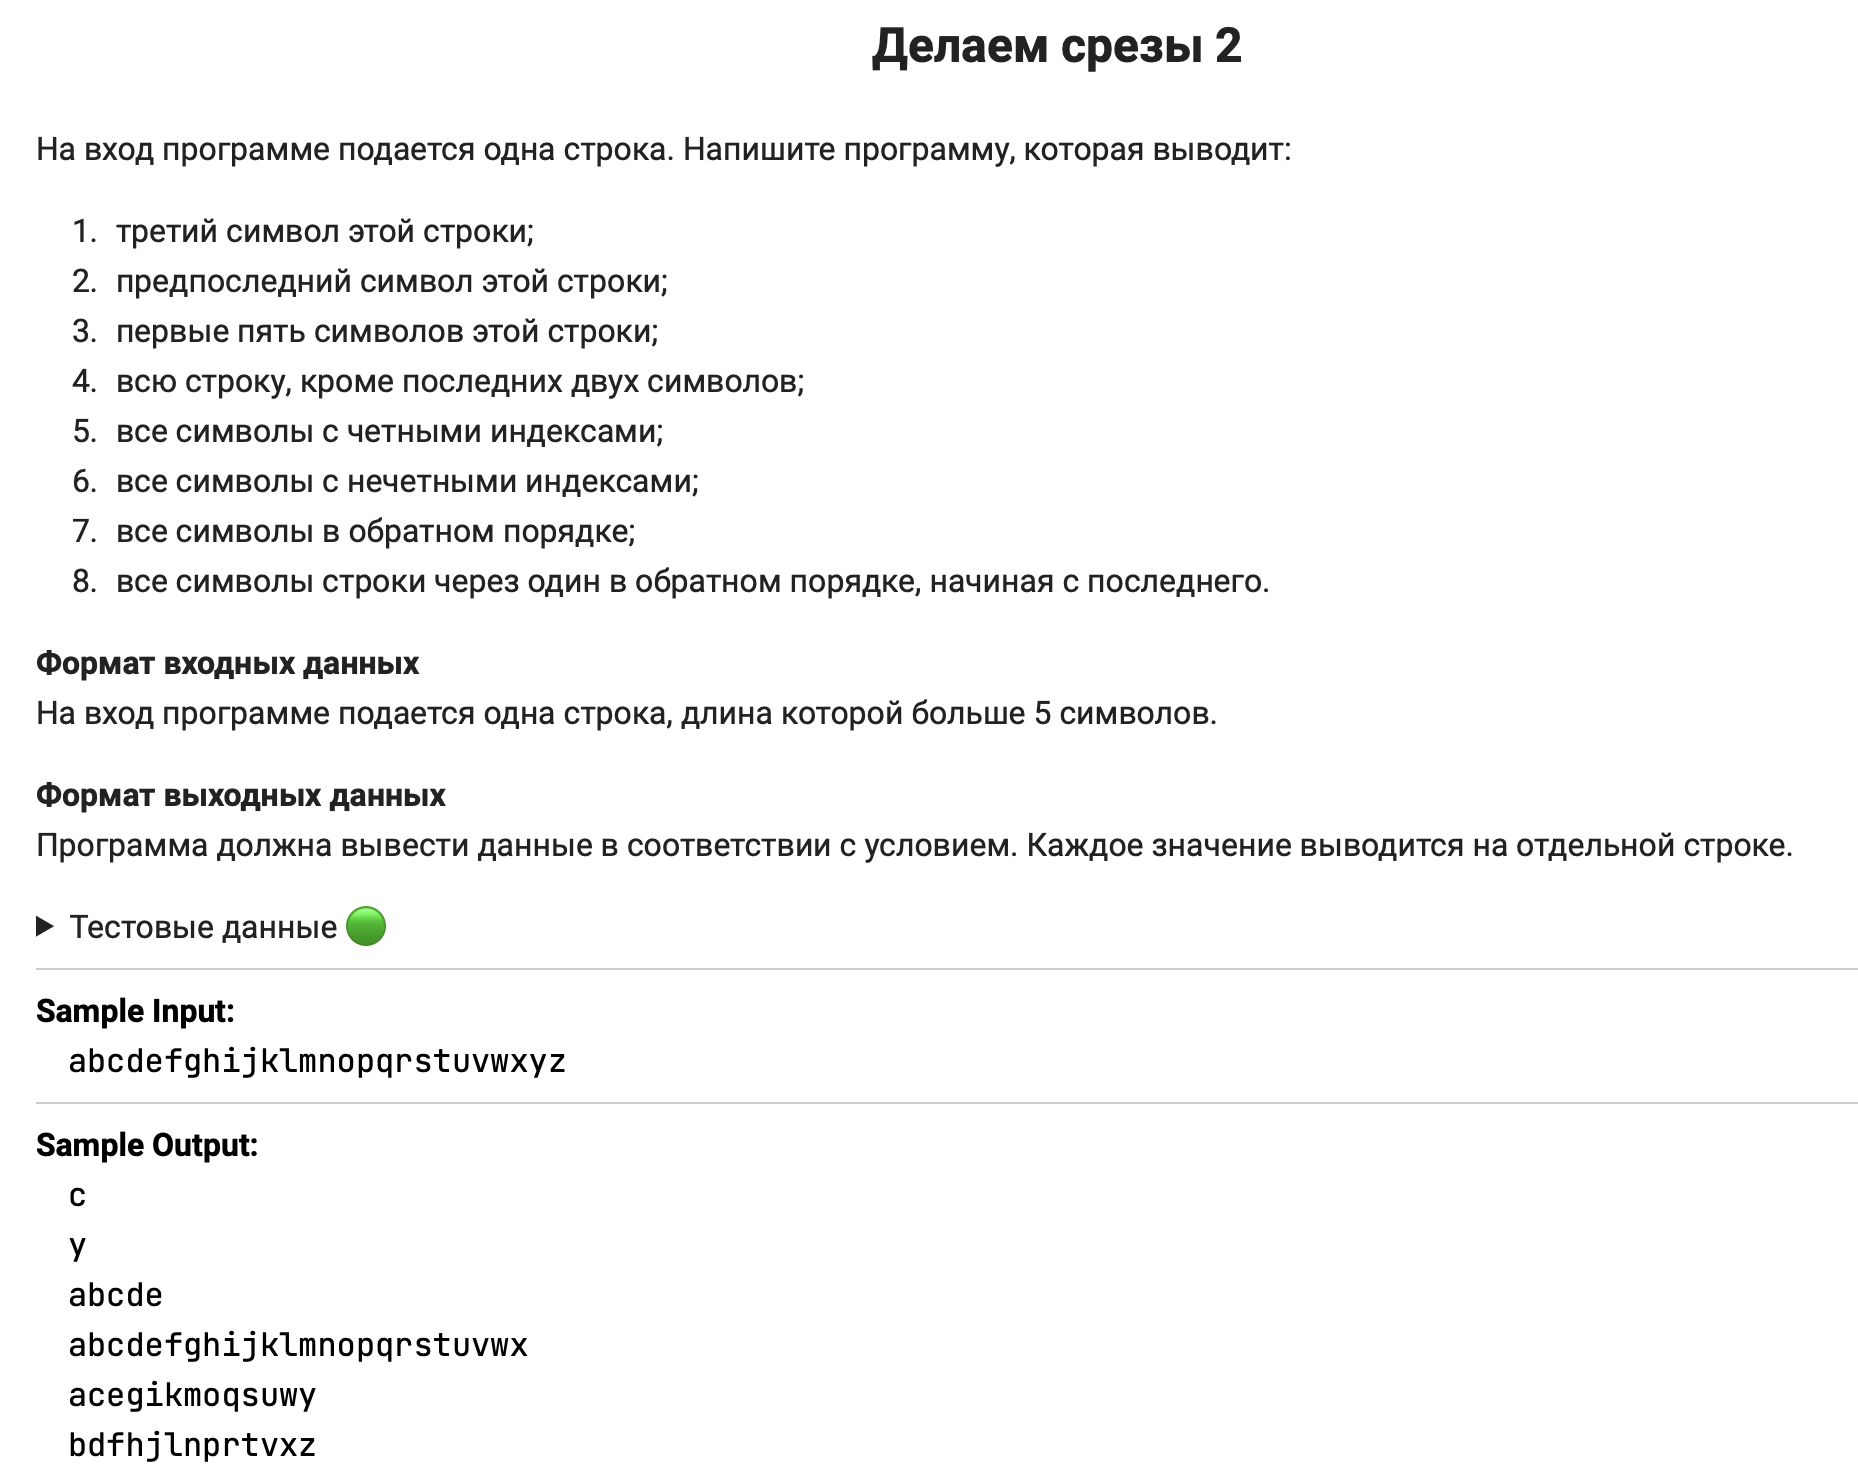 Делаем срезы 2
На вход программе подается одна строка. Напишите программу, которая выводит:
1. третий символ этой строки;
2. предпоследний символ этой строки;
3. первые пять символов этой строки;
4. всю строку, кроме последних двух символов;
5. все символы с четными индексами;
6. все символы с нечетными индексами;
7. все символы в обратном порядке;
8. все символы строки через один в обратном порядке, начиная с последнего.
Формат входных данных
На вход программе подается одна строка, длина которой больше 5 символов.
Формат выходных данных
Программа должна вывести данные в соответствии с условием. Каждое значение выводится на отдельной строке.
Тестовые данные
Sample Input:
abcdefghijklmnopqrstuvwxyz
Sample Output:
c
y
abcde
abcdefghijklmnopqrstuvwx
acegikmoqsuwy
bdfhjlnprtvxz